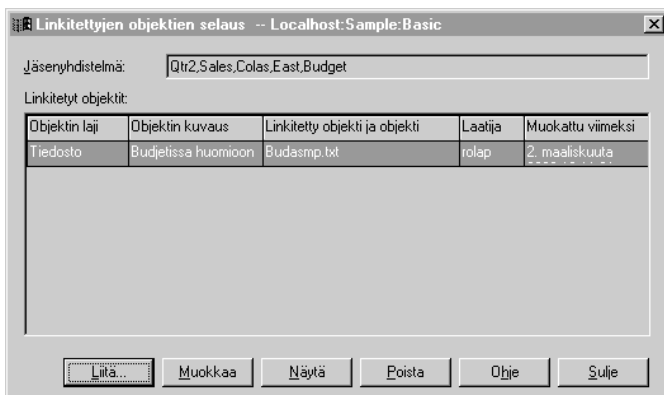 Linkitettyjen objektien selaus -- Localhost:Sample:Basic
Jäsenyhdistelmä: Qtr2,Sales,Colas,East,Budget
Linkitetyt objektit:
Objektin laji Objektin kuvaus Linkitetty objekti ja objekti Laatija Muokattu viimeksi
Tiedosto Budjetissa huomioon Budasmp.txt rolap 2. maaliskuuta
Liitä... Muokkaa Näytä Poista Ohje Sulje